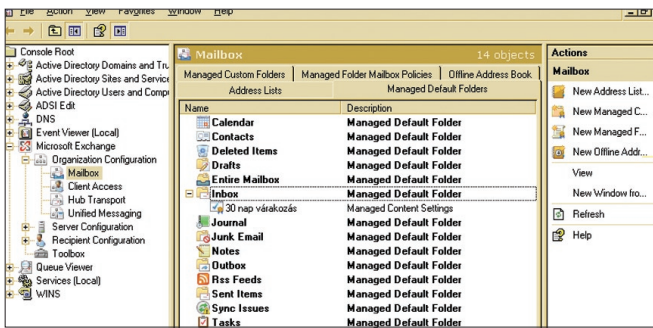 File Action View Favorites Window Help
Console Root
Active Directory Domains and Tru
Active Directory Sites and Service
Active Directory Users and Compu
ADSI Edit
DNS
Event Viewer (Local)
Microsoft Exchange
Organization Configuration
Mailbox
Client Access
Hub Transport
Unified Messaging
Server Configuration
Recipient Configuration
Toolbox
Queue Viewer
Services (Local)
WINS
Mailbox 14 objects
Managed Custom Folders Managed Folder Mailbox Policies Offline Address Book
Address Lists Managed Default Folders
Name Description
Calendar Managed Default Folder
Contacts Managed Default Folder
Deleted Items Managed Default Folder
Drafts Managed Default Folder
Entire Mailbox Managed Default Folder
Inbox Managed Default Folder
30 nap várakozás Managed Content Settings
Journal Managed Default Folder
Junk Email Managed Default Folder
Notes Managed Default Folder
Outbox Managed Default Folder
Rss Feeds Managed Default Folder
Sent Items Managed Default Folder
Sync Issues Managed Default Folder
Tasks Managed Default Folder
Actions
Mailbox
New Address List...
New Managed C...
New Managed F...
New Offline Addr...
View
New Window fro...
Refresh
Help